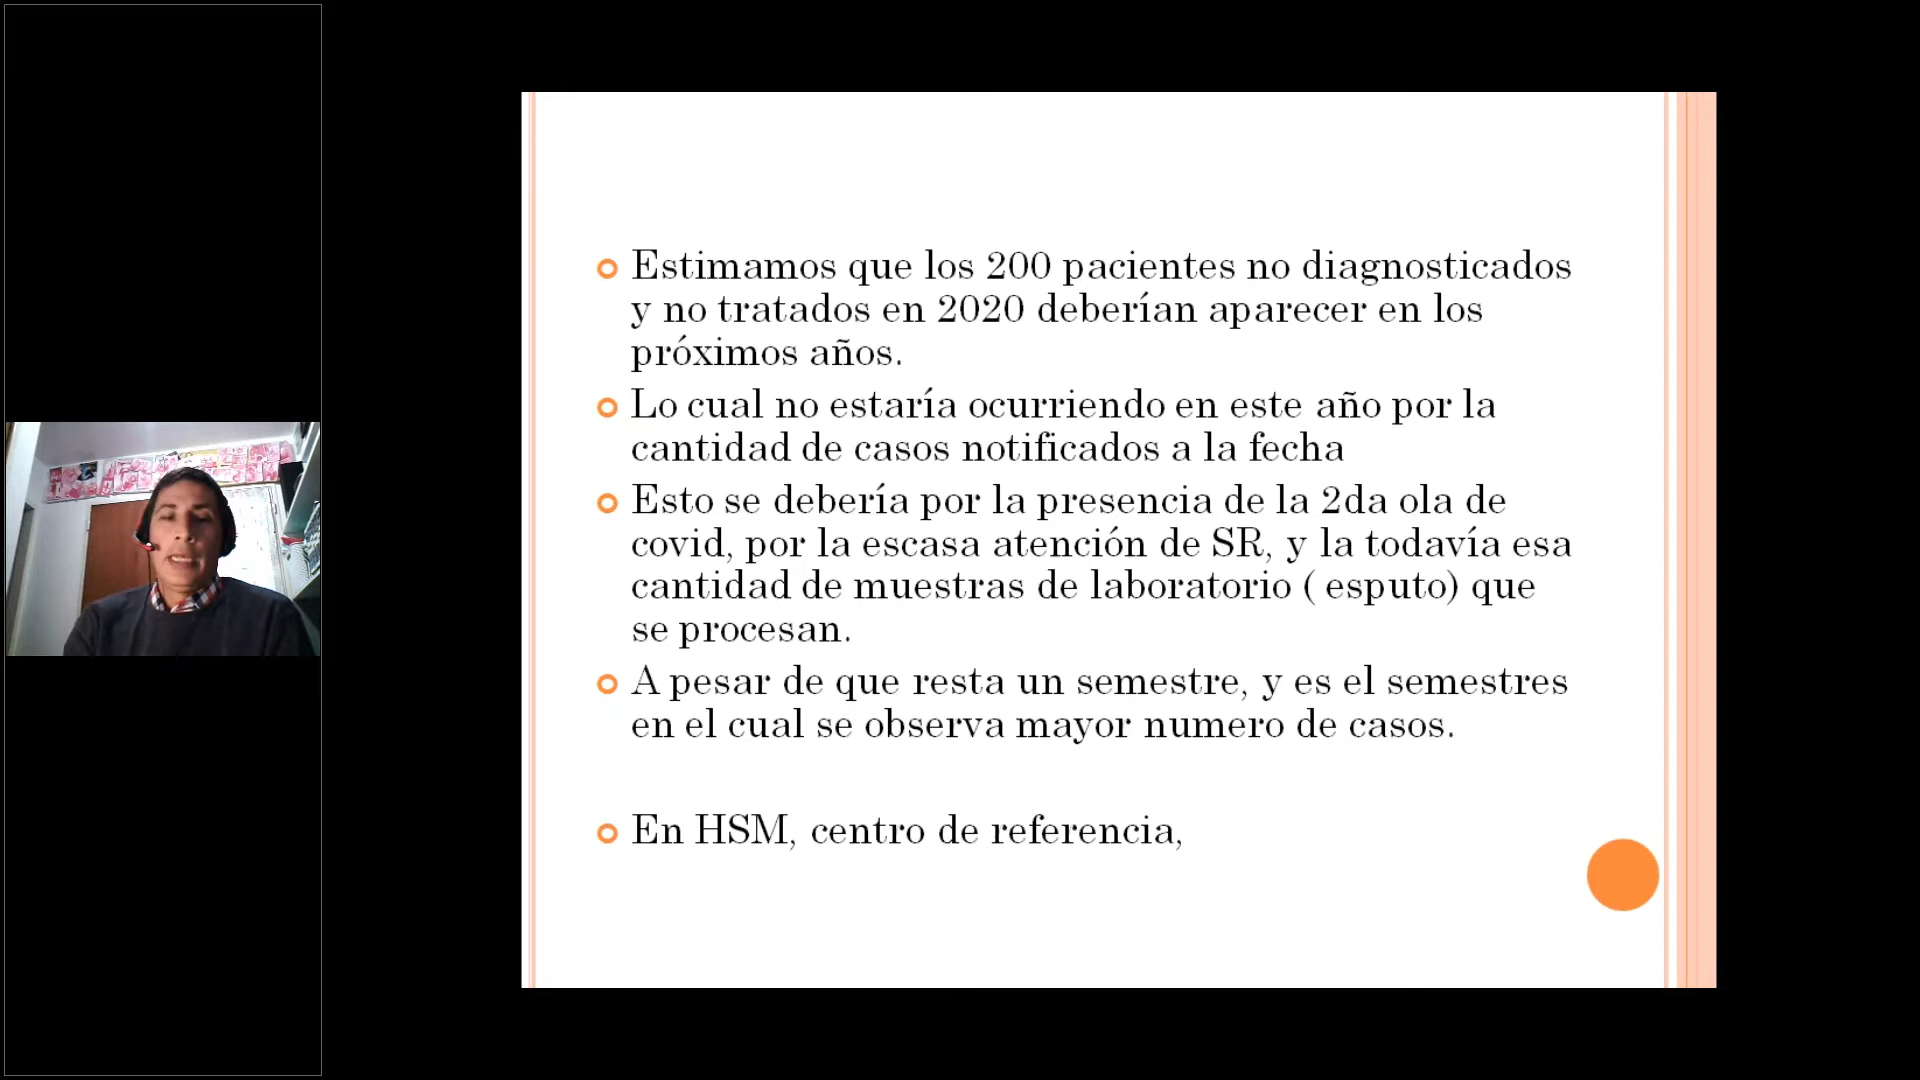 Estimamos que los 200 pacientes no diagnosticados
y no tratados en 2020 deberían aparecer en los
próximos años.
Lo cual no estaría ocurriendo en este año por la
cantidad de casos notificados a la fecha
Esto se debería por la presencia de la 2da ola de
covid, por la escasa atención de SR, y la todavía esa
cantidad de muestras de laboratorio ( esputo) que
se procesan.
A pesar de que resta un semestre, y es el semestres
en el cual se observa mayor numero de casos.
En HSM, centro de referencia,